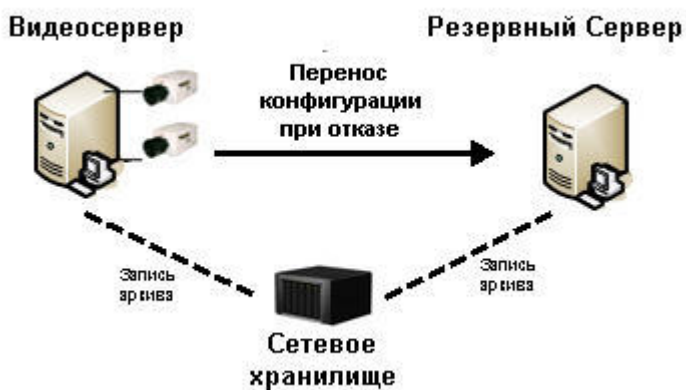 Видеосервер
Резервный Сервер
Перенос
конфигурации
при отказе
Запись
архива
Запись
архива
Сетевое
хранилище